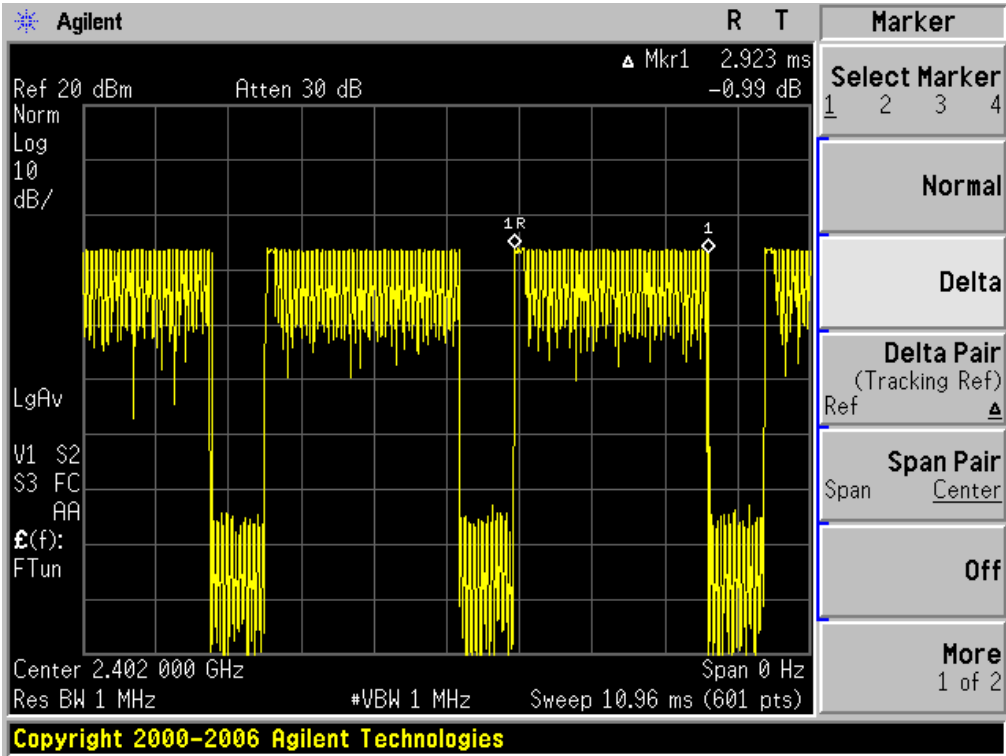 Agilent R T
Δ Mkr1 2.923 ms
Ref 20 dBm Atten 30 dB -0.99 dB
Norm
Log
10
dB/
1R
1
LgAv
V1 S2
S3 FC
AA
£(f):
FTun
Center 2.402 000 GHz Span 0 Hz
Res BW 1 MHz #VBW 1 MHz Sweep 10.96 ms (601 pts)
Copyright 2000-2006 Agilent Technologies
Marker
Select Marker
1 2 3 4
Normal
Delta
Delta Pair
(Tracking Ref)
Ref Δ
Span Pair
Span Center
Off
More
1 of 2